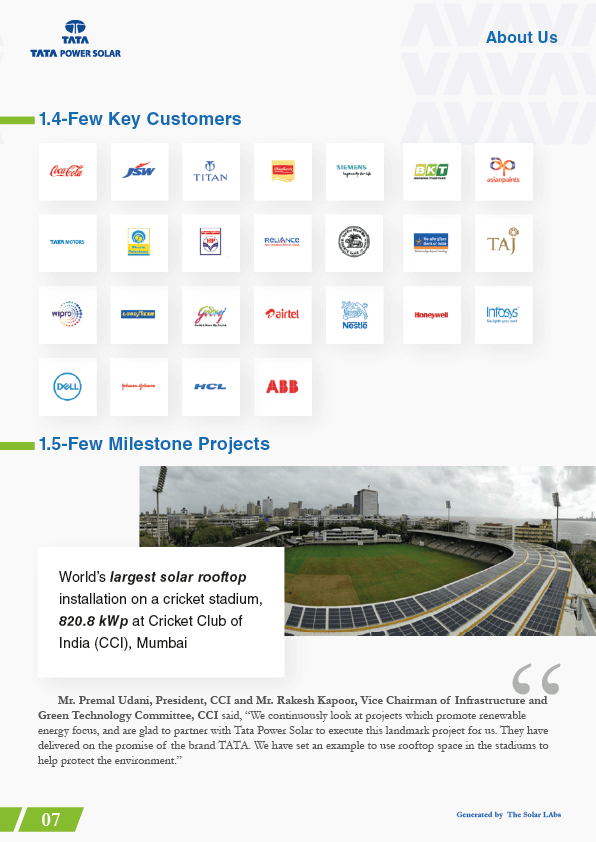 TATA
TATA POWER SOLAR
About Us
1.4-Few Key Customers
Coca-Cola
JSW
TITAN
SIEMENS
Ingenuity for life
BKT
GROWING TOGETHER
asianpaints
TATA MOTORS
Bharat
Petroleum
HP
RELIANCE
TAJ
wipro
GOODYEAR
Godrej
airtel
Nestlē
Honeywell
Infosys
Navigate your next
DELL
Johnson & Johnson
HCL
ABB
1.5-Few Milestone Projects
World’s largest solar rooftop
installation on a cricket stadium,
820.8 kWp at Cricket Club of
India (CCI), Mumbai
“
Mr. Premal Udani, President, CCI and Mr. Rakesh Kapoor, Vice Chairman of Infrastructure and
Green Technology Committee, CCI said, “We continuously look at projects which promote renewable
energy focus, and are glad to partner with Tata Power Solar to execute this landmark project for us. They have
delivered on the promise of the brand TATA. We have set an example to use rooftop space in the stadiums to
help protect the environment.”
07
Generated by The Solar LAbs